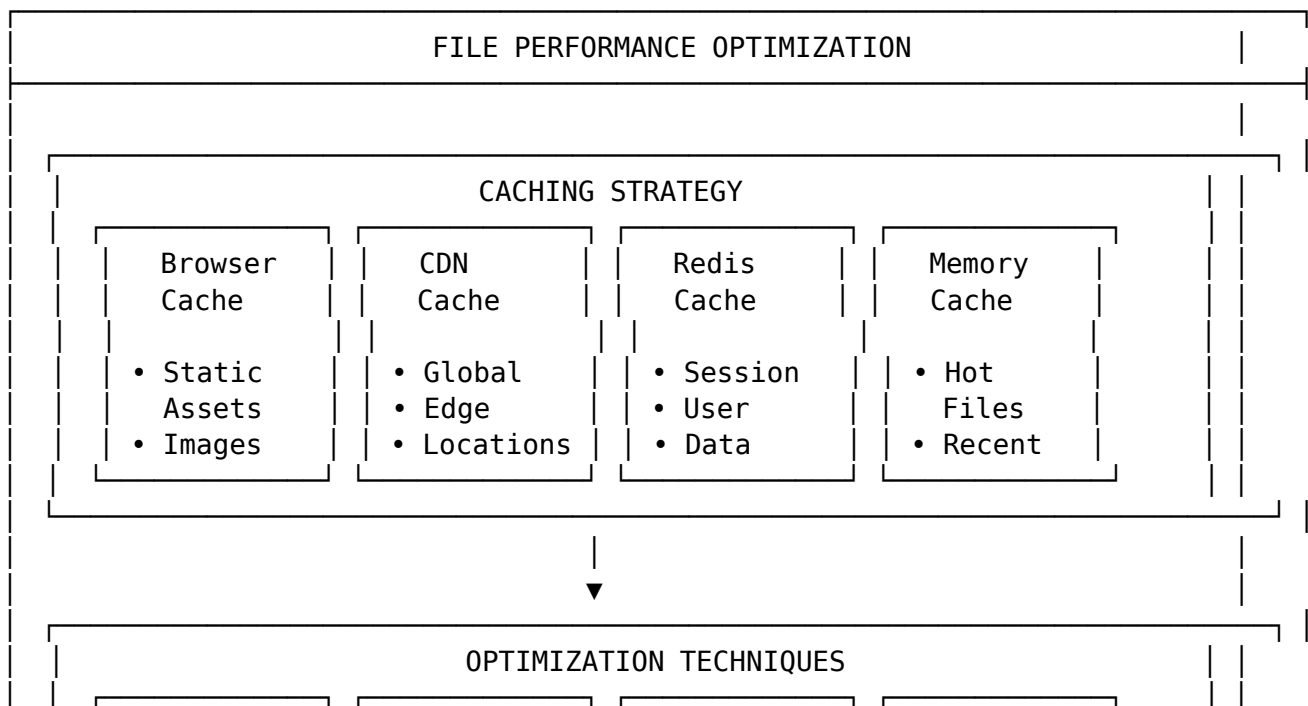 FILE PERFORMANCE OPTIMIZATION
CACHING STRATEGY
Browser CDN Redis Memory
Cache Cache Cache Cache
• Static • Global • Session • Hot
Assets • Edge • User Files
• Images • Locations • Data • Recent
▼
OPTIMIZATION TECHNIQUES